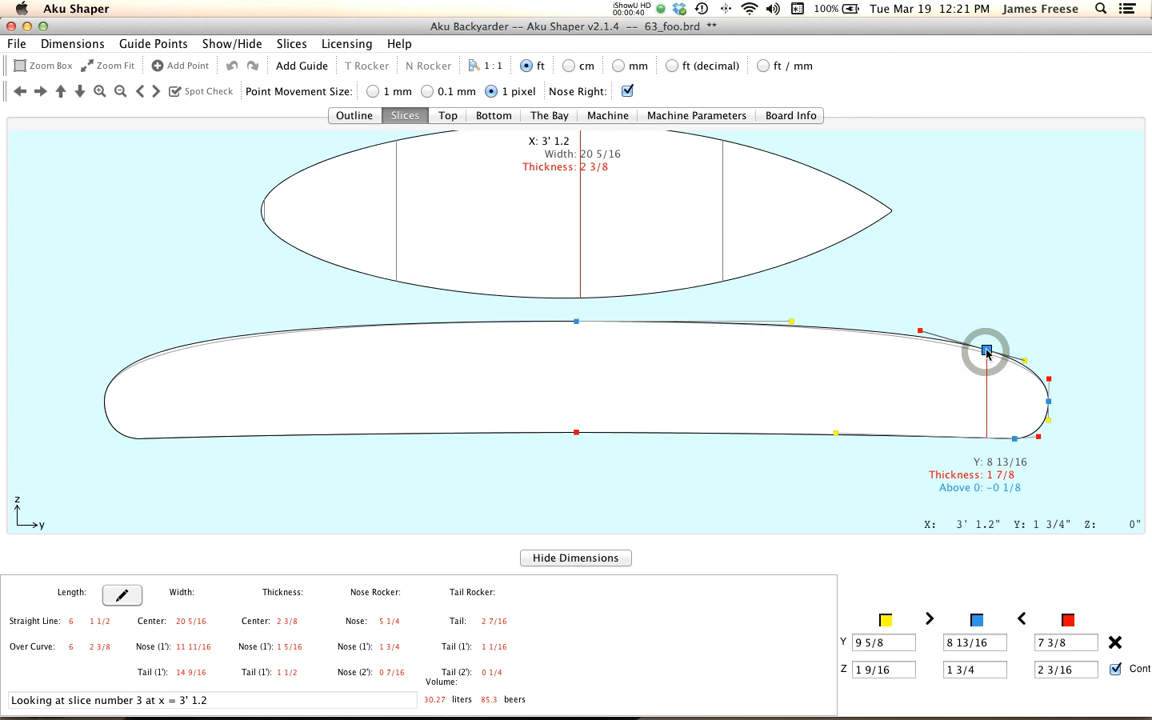 Aku Shaper iShowU HD 00:00:40 100% Tue Mar 19 12:21 PM James Freese
Aku Backyarder -- Aku Shaper v2.1.4 -- 63_foo.brd **
File Dimensions Guide Points Show/Hide Slices Licensing Help
Zoom Box Zoom Fit Add Point Add Guide T Rocker N Rocker 1 : 1 ft cm mm ft (decimal) ft / mm
Spot Check Point Movement Size: 1 mm 0.1 mm 1 pixel Nose Right:
Outline Slices Top Bottom The Bay Machine Machine Parameters Board Info
X: 3' 1.2
Width: 20 5/16
Thickness: 2 3/8
Y: 8 13/16
Thickness: 1 7/8
Above 0: -0 1/8
z
y
X: 3' 1.2" Y: 1 3/4" Z: 0"
Hide Dimensions
Length: Width: Thickness: Nose Rocker: Tail Rocker:
Straight Line: 6 1 1/2 Center: 20 5/16 Center: 2 3/8 Nose: 5 1/4 Tail: 2 7/16
Over Curve: 6 2 3/8 Nose (1'): 11 11/16 Nose (1'): 1 5/16 Nose (1'): 1 3/4 Tail (1'): 1 1/16
Tail (1'): 14 9/16 Tail (1'): 1 1/2 Nose (2'): 0 7/16 Tail (2'): 0 1/4
Volume:
30.27 liters 85.3 beers
Looking at slice number 3 at x = 3' 1.2
> <
Y 9 5/8 8 13/16 7 3/8
Z 1 9/16 1 3/4 2 3/16 Cont